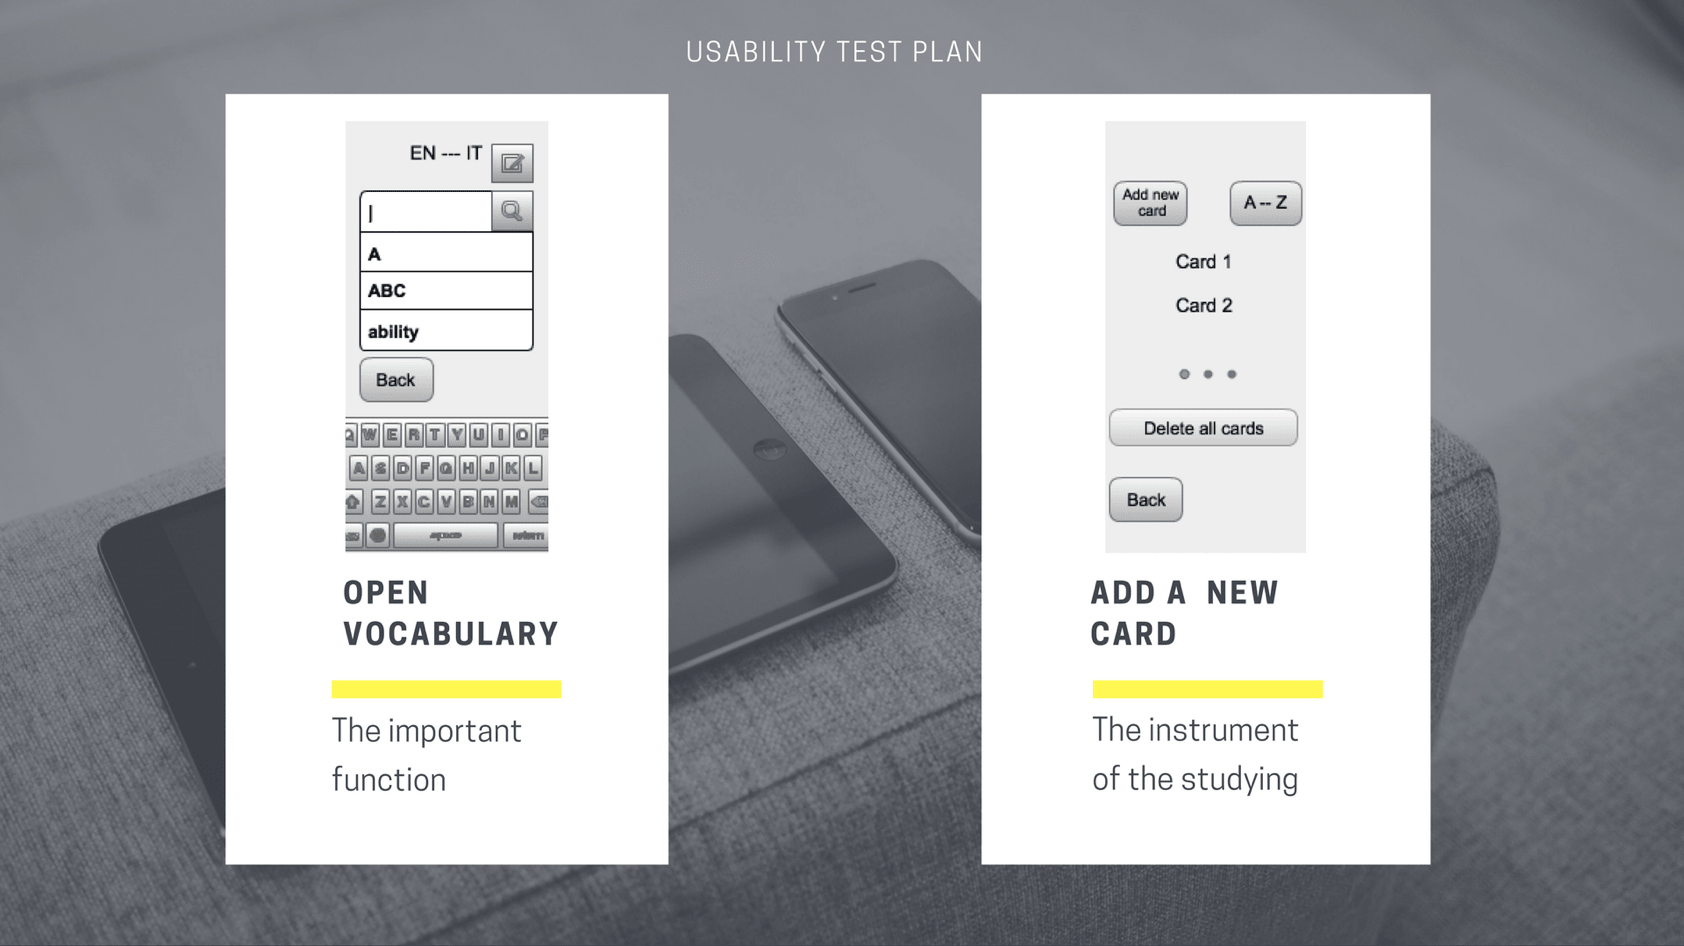 USABILITY TEST PLAN
EN --- IT
A
ABC
ability
Back
Q W E R T Y U I O P
A S D F G H J K L
Z X C V B N M
space return
OPEN
VOCABULARY
The important
function
Add new
card
A -- Z
Card 1
Card 2
Delete all cards
Back
ADD A NEW
CARD
The instrument
of the studying